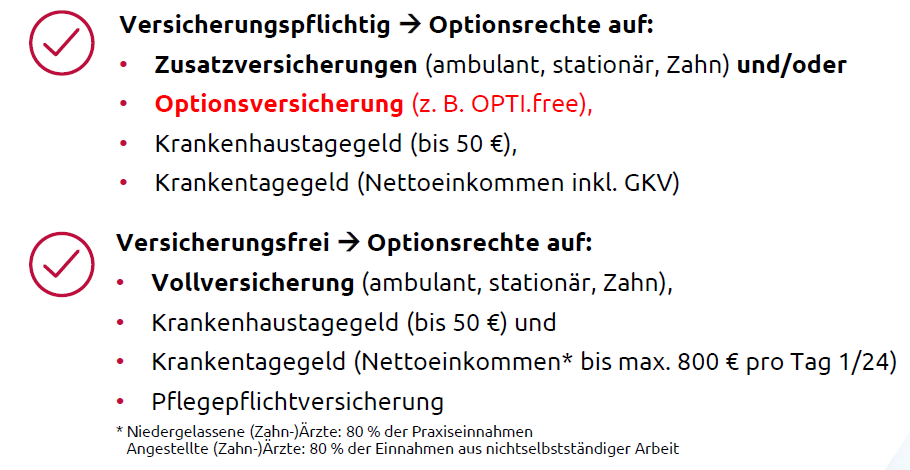 Versicherungspflichtig → Optionsrechte auf:
• Zusatzversicherungen (ambulant, stationär, Zahn) und/oder
• Optionsversicherung (z. B. OPTI.free),
• Krankenhaustagegeld (bis 50 €),
• Krankentagegeld (Nettoeinkommen inkl. GKV)
Versicherungsfrei → Optionsrechte auf:
• Vollversicherung (ambulant, stationär, Zahn),
• Krankenhaustagegeld (bis 50 €) und
• Krankentagegeld (Nettoeinkommen* bis max. 800 € pro Tag 1/24)
• Pflegepflichtversicherung
* Niedergelassene (Zahn-)Ärzte: 80 % der Praxiseinnahmen
Angestellte (Zahn-)Ärzte: 80 % der Einnahmen aus nichtselbstständiger Arbeit